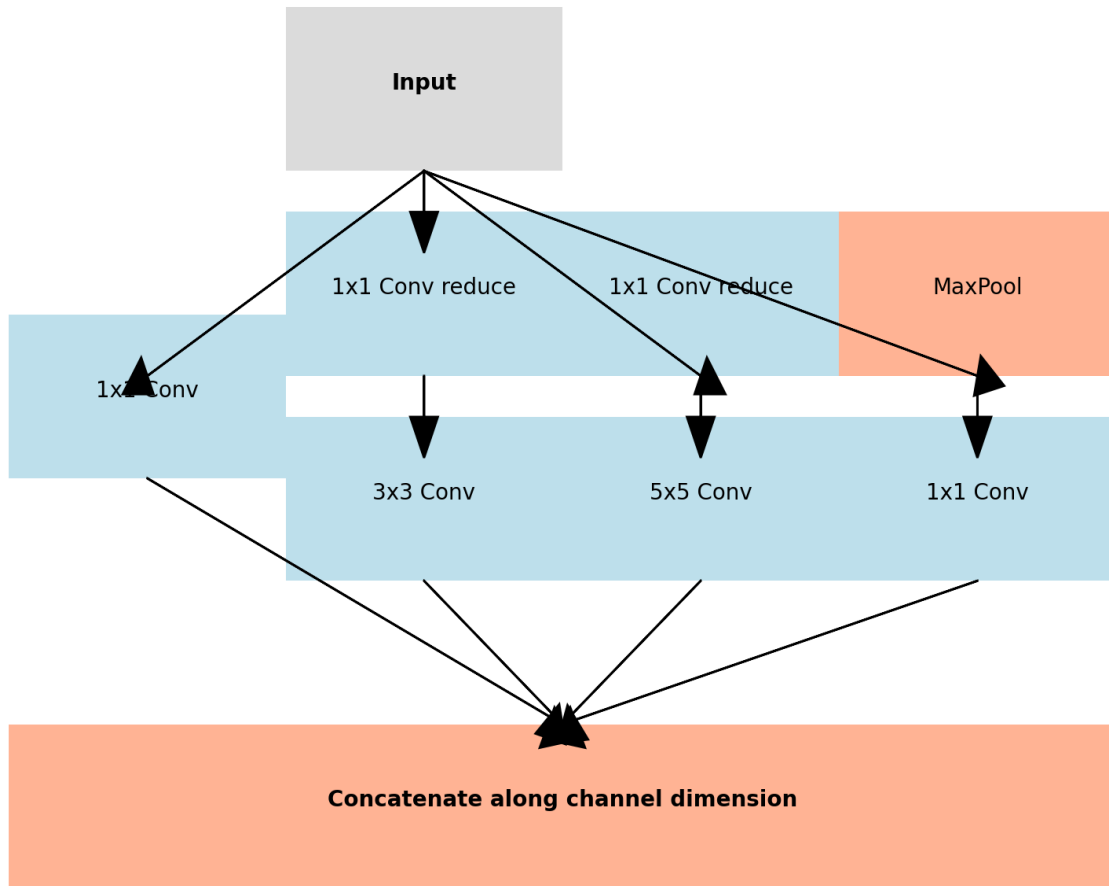 Input
1x1 Conv reduce
1x1 Conv reduce
MaxPool
1x1 Conv
3x3 Conv
5x5 Conv
1x1 Conv
Concatenate along channel dimension